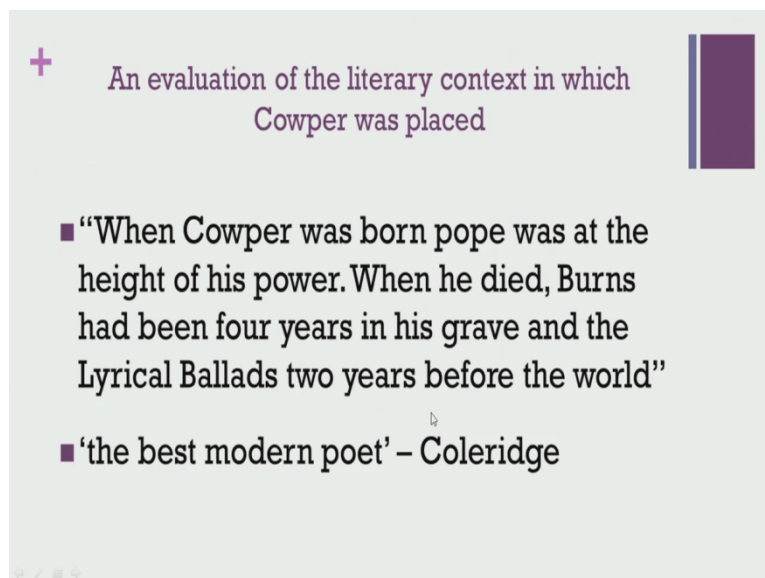 An evaluation of the literary context in which
Cowper was placed
“When Cowper was born pope was at the
height of his power. When he died, Burns
had been four years in his grave and the
Lyrical Ballads two years before the world”
‘the best modern poet’ – Coleridge